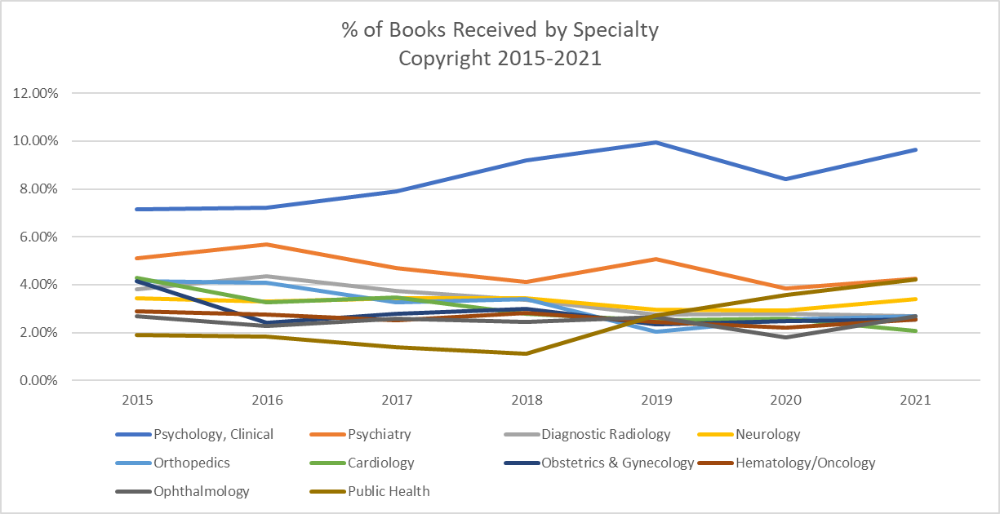 % of Books Received by Specialty
Copyright 2015-2021
12.00%
10.00%
8.00%
6.00%
4.00%
2.00%
0.00%
2015 2016 2017 2018 2019 2020 2021
Psychology, Clinical Psychiatry Diagnostic Radiology Neurology
Orthopedics Cardiology Obstetrics & Gynecology Hematology/Oncology
Ophthalmology Public Health